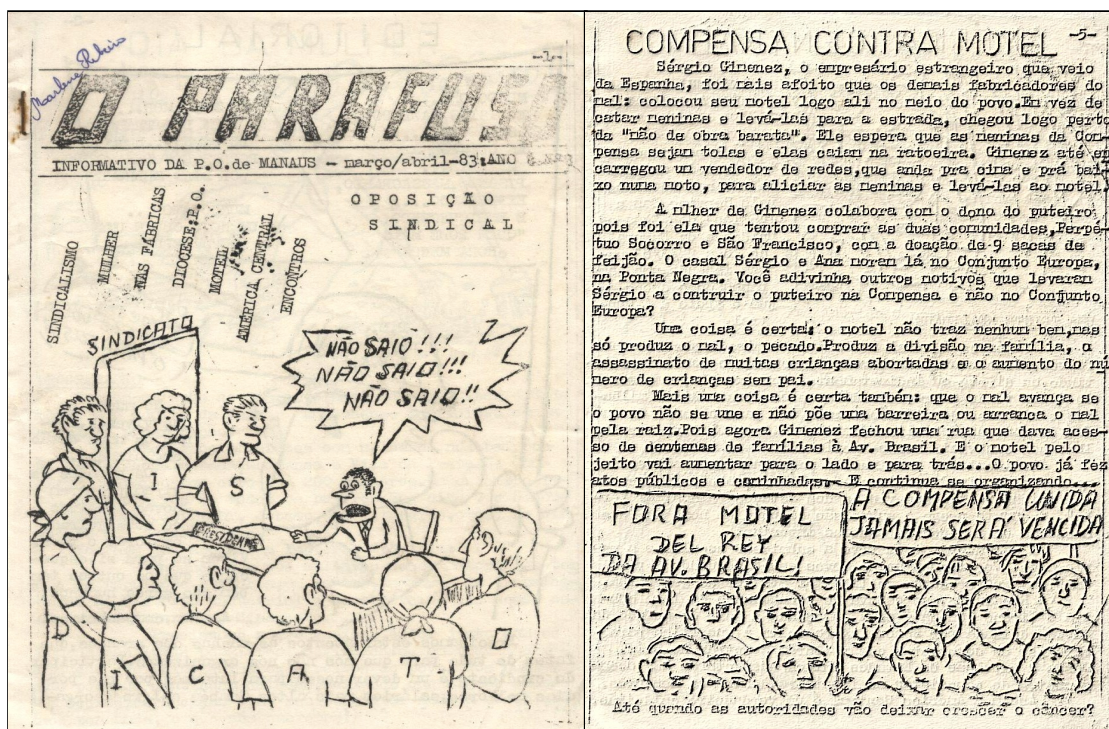 Marlene Ribeiro
-1-
O PARAFUSO
INFORMATIVO DA P.O.de MANAUS - março/abril-83:ANO
SINDICALISMO
MULHER
NAS FÁBRICAS
DIOCESE:P.O.
MOTEL
AMÉRICA CENTRAL
ENCONTROS
OPOSIÇÃO
SINDICAL
SINDICATO
NÃO SAIO!!!
NÃO SAIO!!!
NÃO SAIO!!
I
S
PRESIDENTE
D
I
C
A
T
O
COMPENSA CONTRA MOTEL -5-
Sérgio Gimenez, o empresário estrangeiro que veio
da Espanha, foi mais afoito que os demais fabricadores do
mal: colocou seu motel logo ali no meio do povo.Em vez de
catar meninas e levá-las para a estrada, chegou logo perto
da "mão de obra barata". Ele espera que as meninas da Com-
pensa sejam tolas e elas caiam na ratoeira. Gimenez até en
carregou um vendedor de redes,que anda pra cima e prá bai-
xo numa moto, para aliciar as meninas e levá-las ao motel.
A mlher de Gimenez colabora com o dono do puteiro
pois foi ela que tentou comprar as duas comunidades,Perpé-
tuo Socorro e São Francisco, com a doação de 9 sacas de
feijão. O casal Sérgio e Ana moram lá no Conjunto Europa,
na Ponta Negra. Você adivinha outros motivos que levaram
Sérgio a contruir o puteiro na Compensa e não no Conjunto
Europa?
Uma coisa é certa: o motel não traz nenhum bem,mas
só produz o mal, o pecado.Produz a divisão na família, o
assassinato de muitas crianças abortadas e o aumento do nú
mero de crianças sem pai.
Mais uma coisa é certa também: que o mal avança se
o povo não se une e não põe uma barreira ou arranca o mal
pela raiz.Pois agora Gimenez fechou uma rua que dava aces-
so de centenas de famílias à Av. Brasil. E o motel pelo
jeito vai aumentar para o lado e para trás...O povo já fez
atos públicos e caminhadas. E continua se organizando...
FORA MOTEL
DEL REY
DA AV. BRASIL!
A COMPENSA UNIDA
JAMAIS SERÁ VENCIDA
Até quando as autoridades vão deixar crescer o câncer?